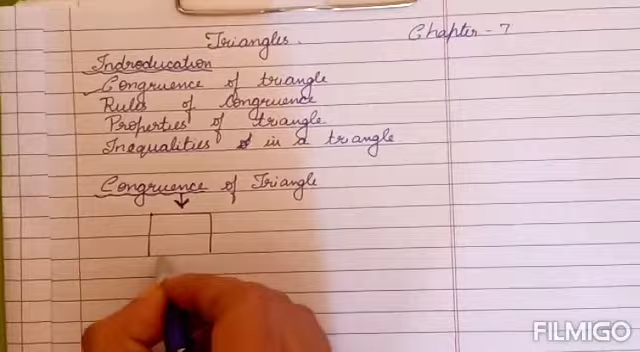 Triangles.
Chapter - 7
Indroducation
Congruence of triangle
Rules of congruence
Properties of triangle
Inequalities in a triangle
Congruence of Triangle
FILMIGO